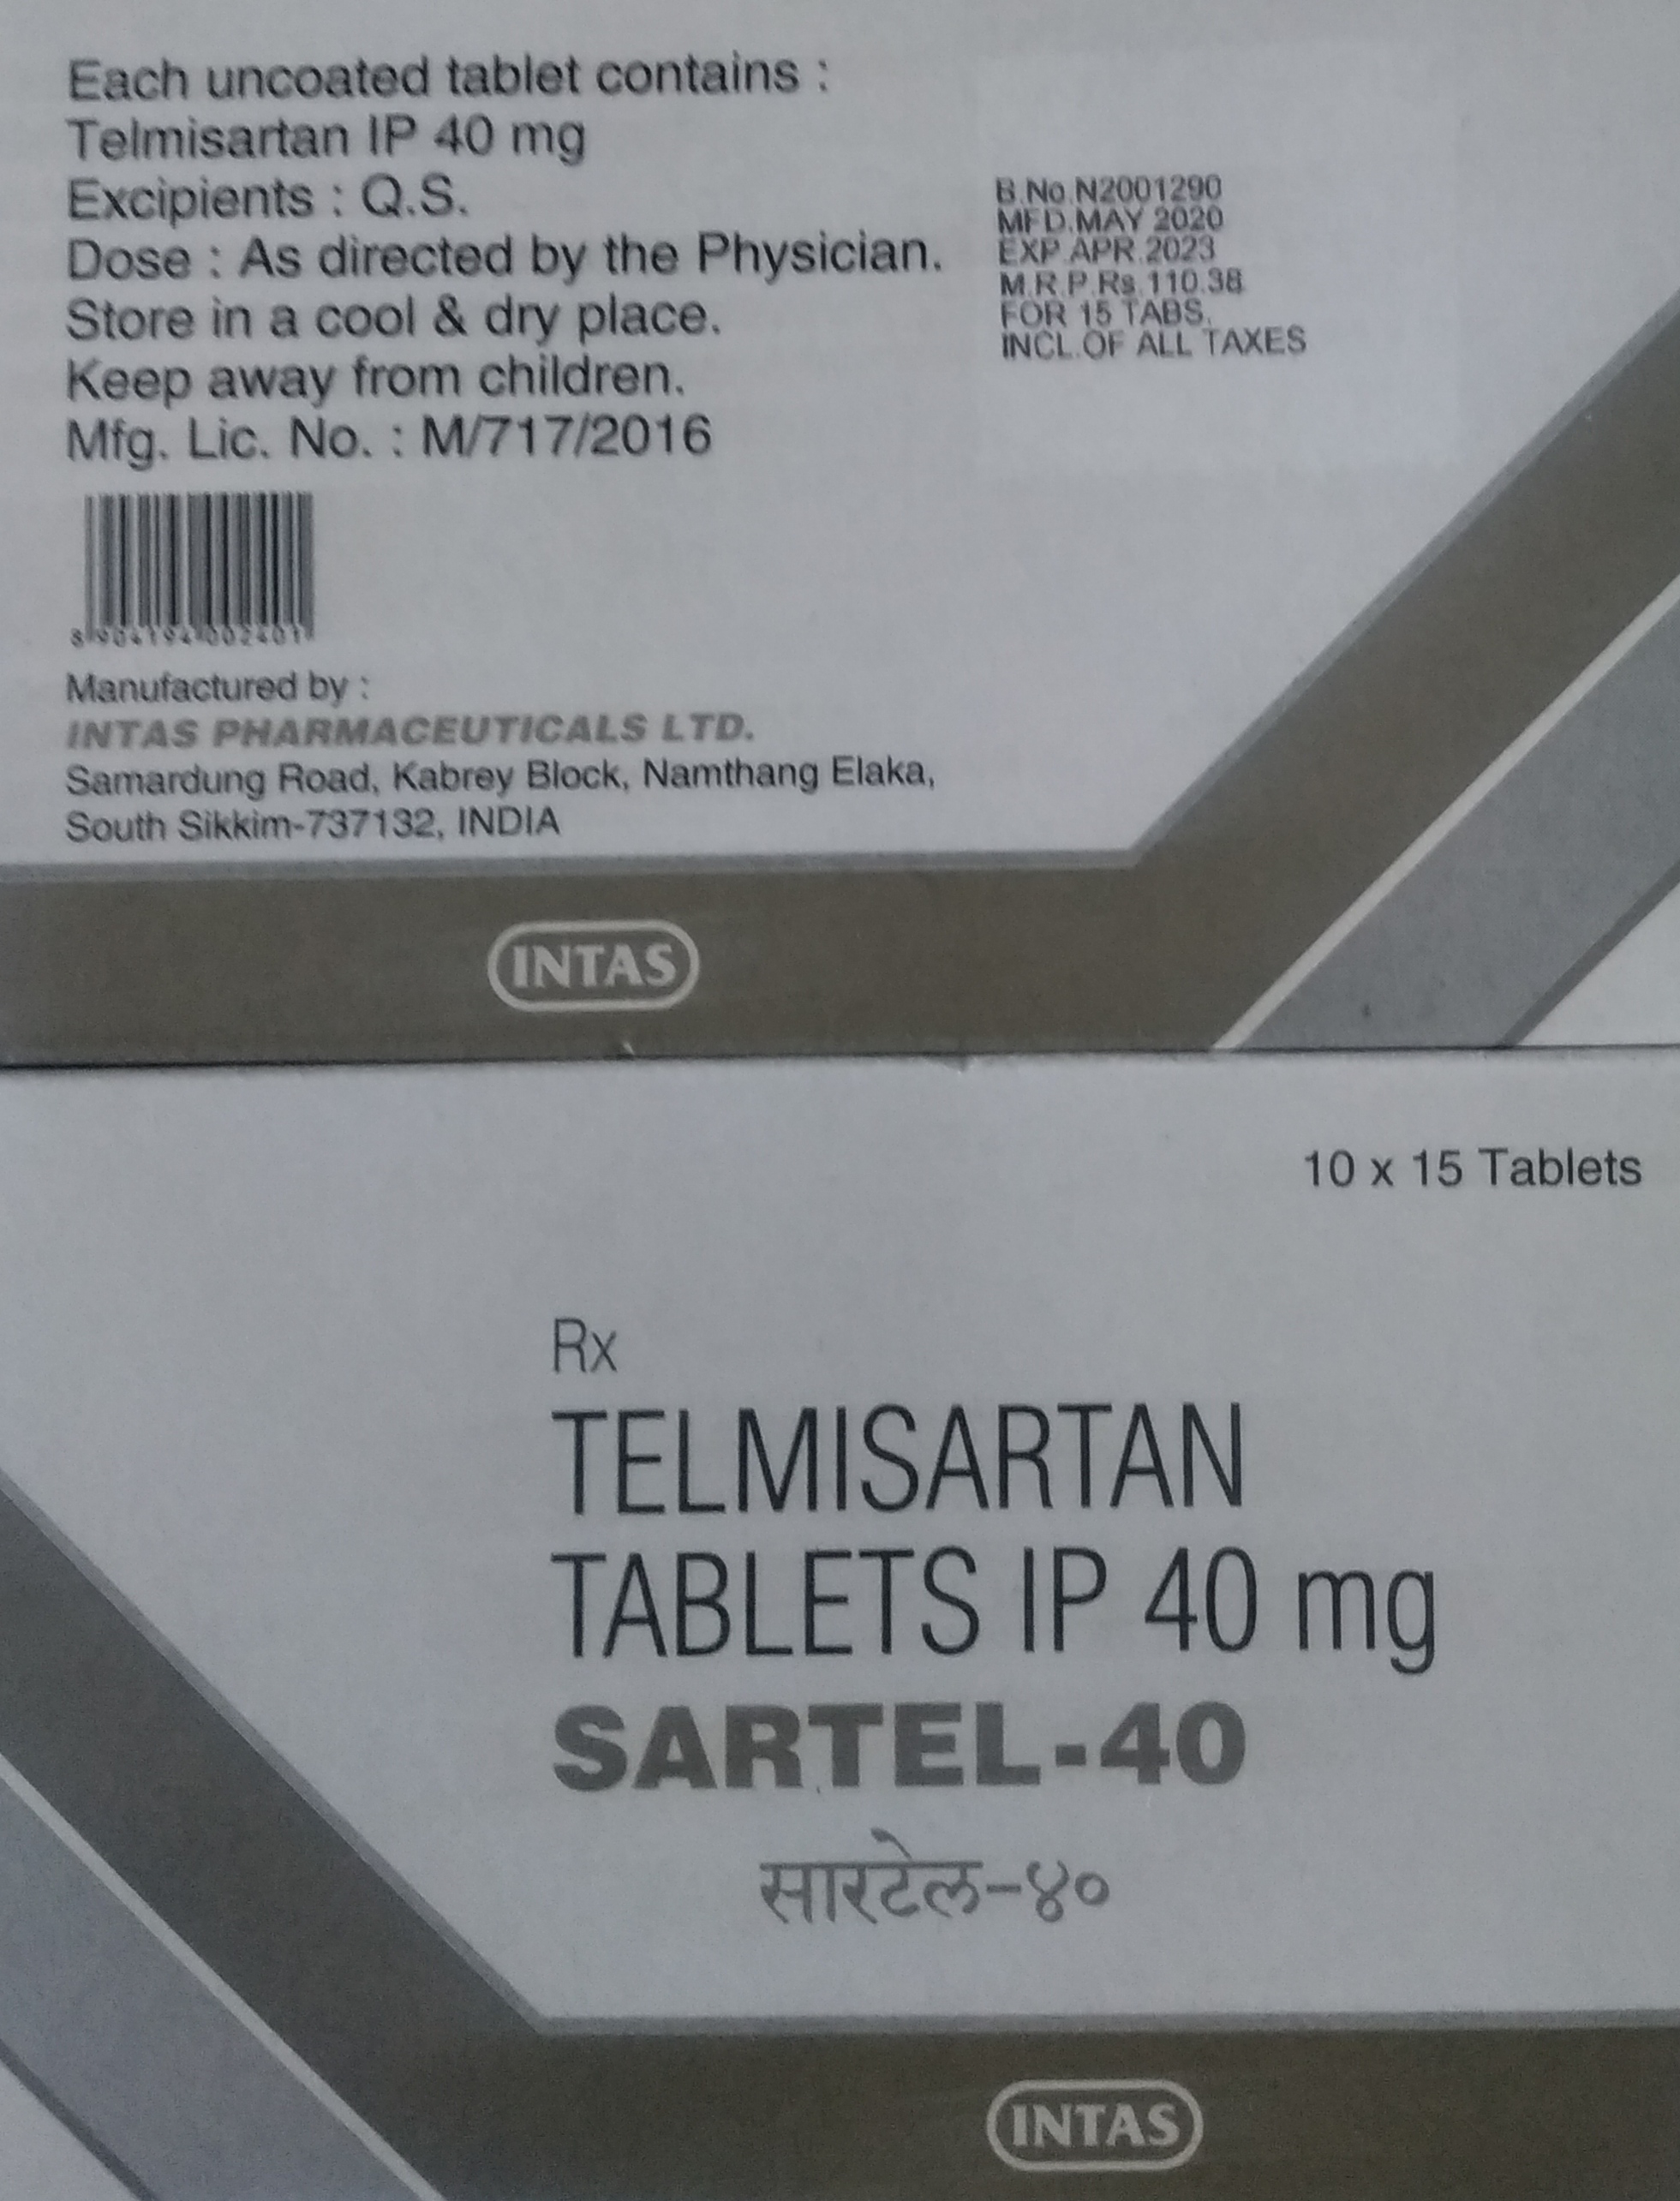 Each uncoated tablet contains :
Telmisartan IP 40 mg
Excipients : Q.S.
Dose : As directed by the Physician.
Store in a cool & dry place.
Keep away from children.
Mfg. Lic. No. : M/717/2016
B.No.N2001290
MFD.MAY 2020
EXP.APR.2023
M.R.P.Rs.110.38
FOR 15 TABS.
INCL.OF ALL TAXES
8 904194 002401
Manufactured by :
INTAS PHARMACEUTICALS LTD.
Samardung Road, Kabrey Block, Namthang Elaka,
South Sikkim-737132, INDIA
INTAS
10 x 15 Tablets
Rx
TELMISARTAN
TABLETS IP 40 mg
SARTEL-40
सारटेल-४०
INTAS